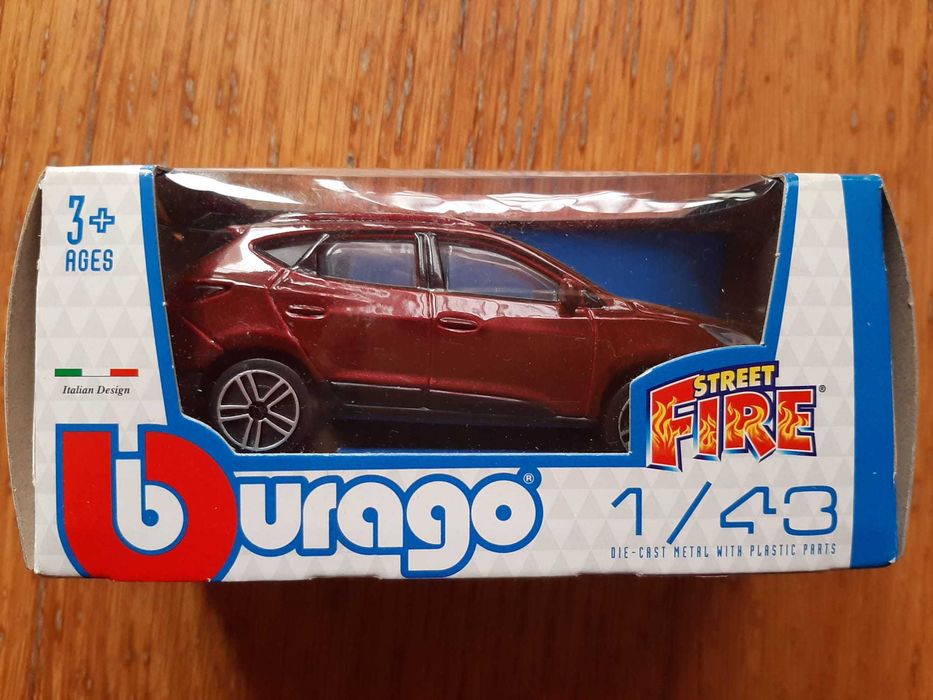 3+
AGES
Italian Design
STREET
FIRE®
burago®
1/43
DIE-CAST METAL WITH PLASTIC PARTS